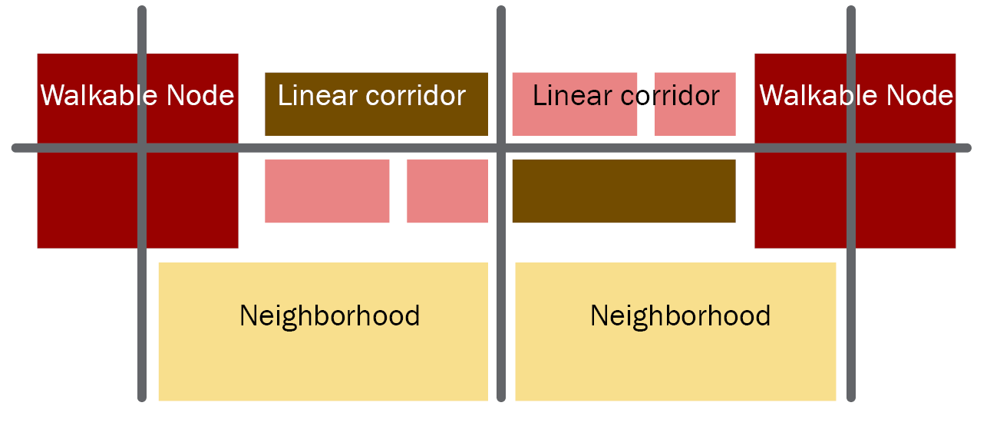 Walkable Node
Linear corridor
Linear corridor
Walkable Node
Neighborhood
Neighborhood